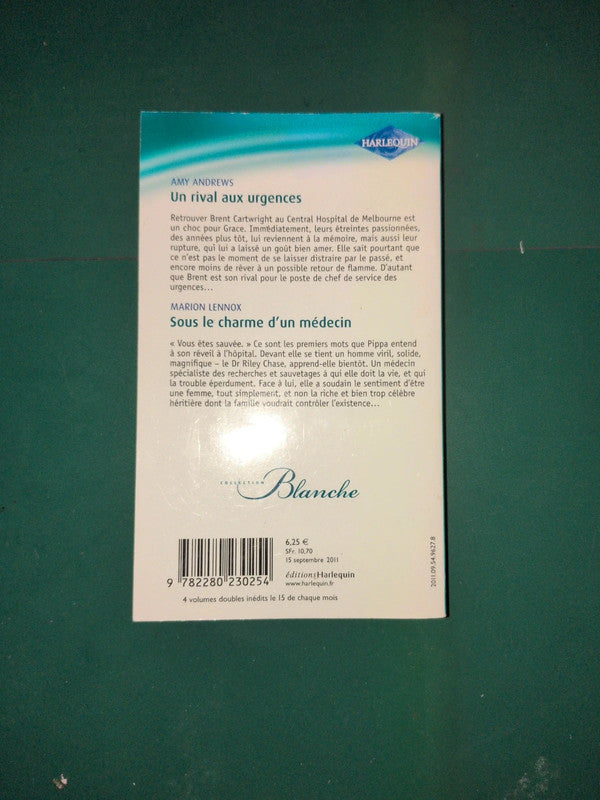 HARLEQUIN
AMY ANDREWS
Un rival aux urgences
Retrouver Brent Cartwright au Central Hospital de Melbourne est
un choc pour Grace. Immédiatement, leurs étreintes passionnées,
des années plus tôt, lui reviennent à la mémoire, mais aussi leur
rupture, qui lui a laissé un goût bien amer. Elle sait pourtant que
ce n'est pas le moment de se laisser distraire par le passé, et
encore moins de rêver à un possible retour de flamme. D'autant
que Brent est son rival pour le poste de chef de service des
urgences...
MARION LENNOX
Sous le charme d'un médecin
« Vous êtes sauvée. » Ce sont les premiers mots que Pippa entend
à son réveil à l'hôpital. Devant elle se tient un homme viril, solide,
magnifique – le Dr Riley Chase, apprend-elle bientôt. Un médecin
spécialiste des recherches et sauvetages à qui elle doit la vie, et qui
la trouble éperdument. Face à lui, elle a soudain le sentiment d'être
une femme, tout simplement, et non la riche et bien trop célèbre
héritière dont la famille voudrait contrôler l'existence...
COLLECTION Blanche
6,25 €
SFr. 10,70
15 septembre 2011
éditions Harlequin
www.harlequin.fr
9 782280 230254
4 volumes doubles inédits le 15 de chaque mois
2011.09.54.9627.8